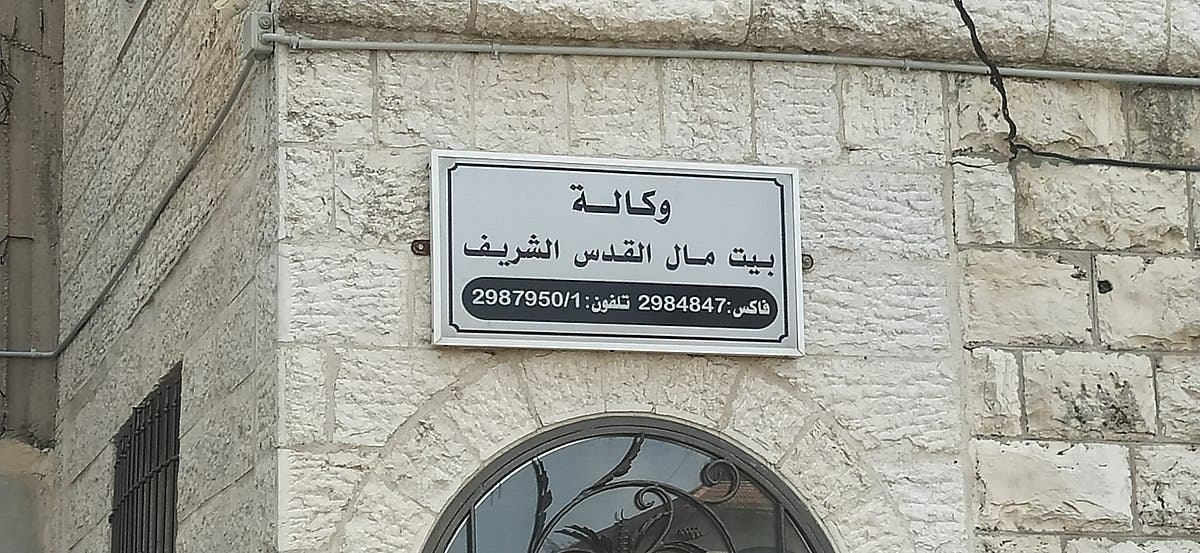 وكالة
بيت مال القدس الشريف
فاكس:2984847 تلفون:2987950/1